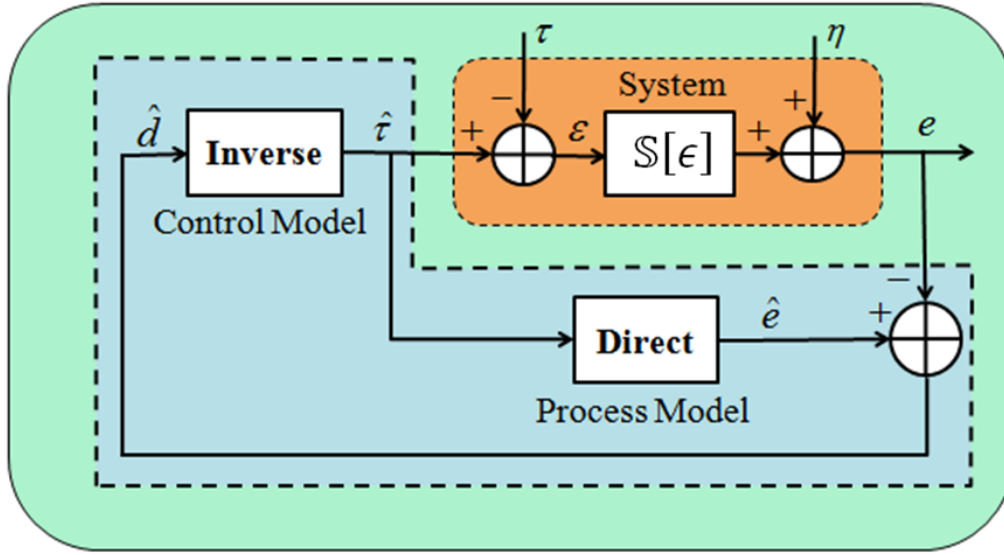 τ
η
−
System
+
d̂
Inverse
τ̂
+
ε
𝕊[ϵ]
+
e
Control Model
−
Direct
ê
+
Process Model